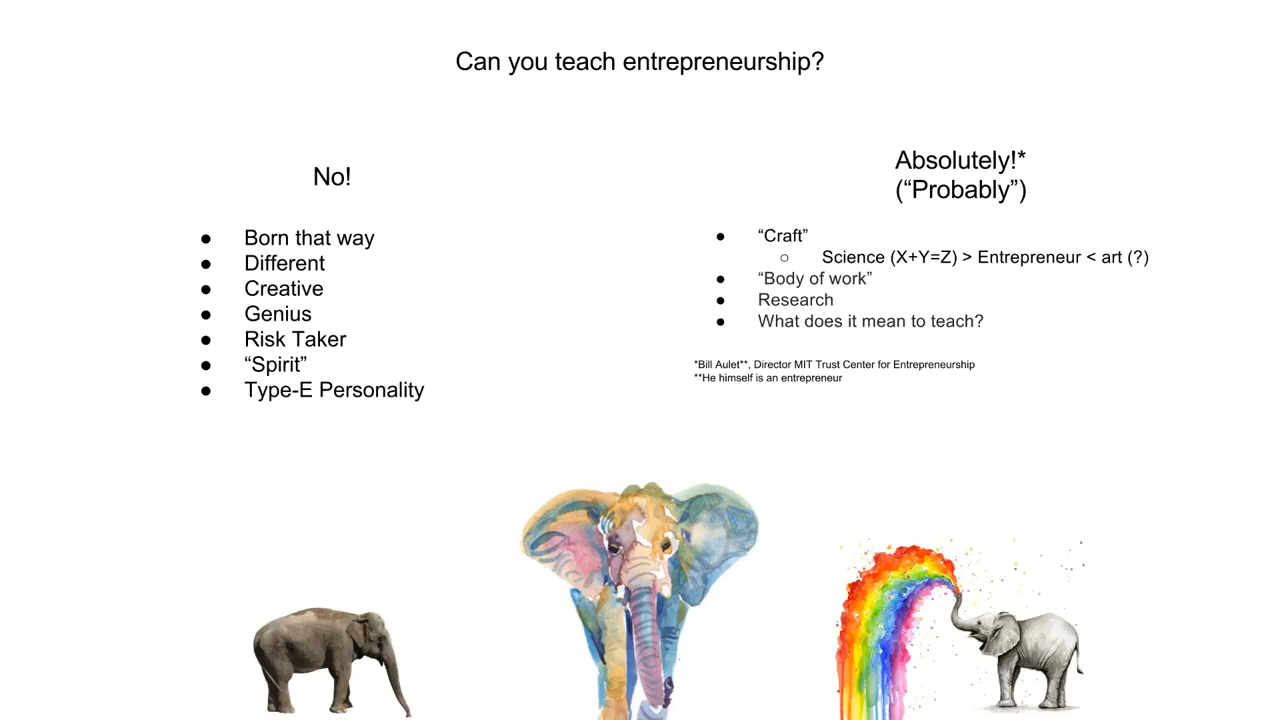 Can you teach entrepreneurship?
No!
● Born that way
● Different
● Creative
● Genius
● Risk Taker
● “Spirit”
● Type-E Personality
Absolutely!*
(“Probably”)
● “Craft”
○ Science (X+Y=Z) > Entrepreneur < art (?)
● “Body of work”
● Research
● What does it mean to teach?
*Bill Aulet**, Director MIT Trust Center for Entrepreneurship
**He himself is an entrepreneur